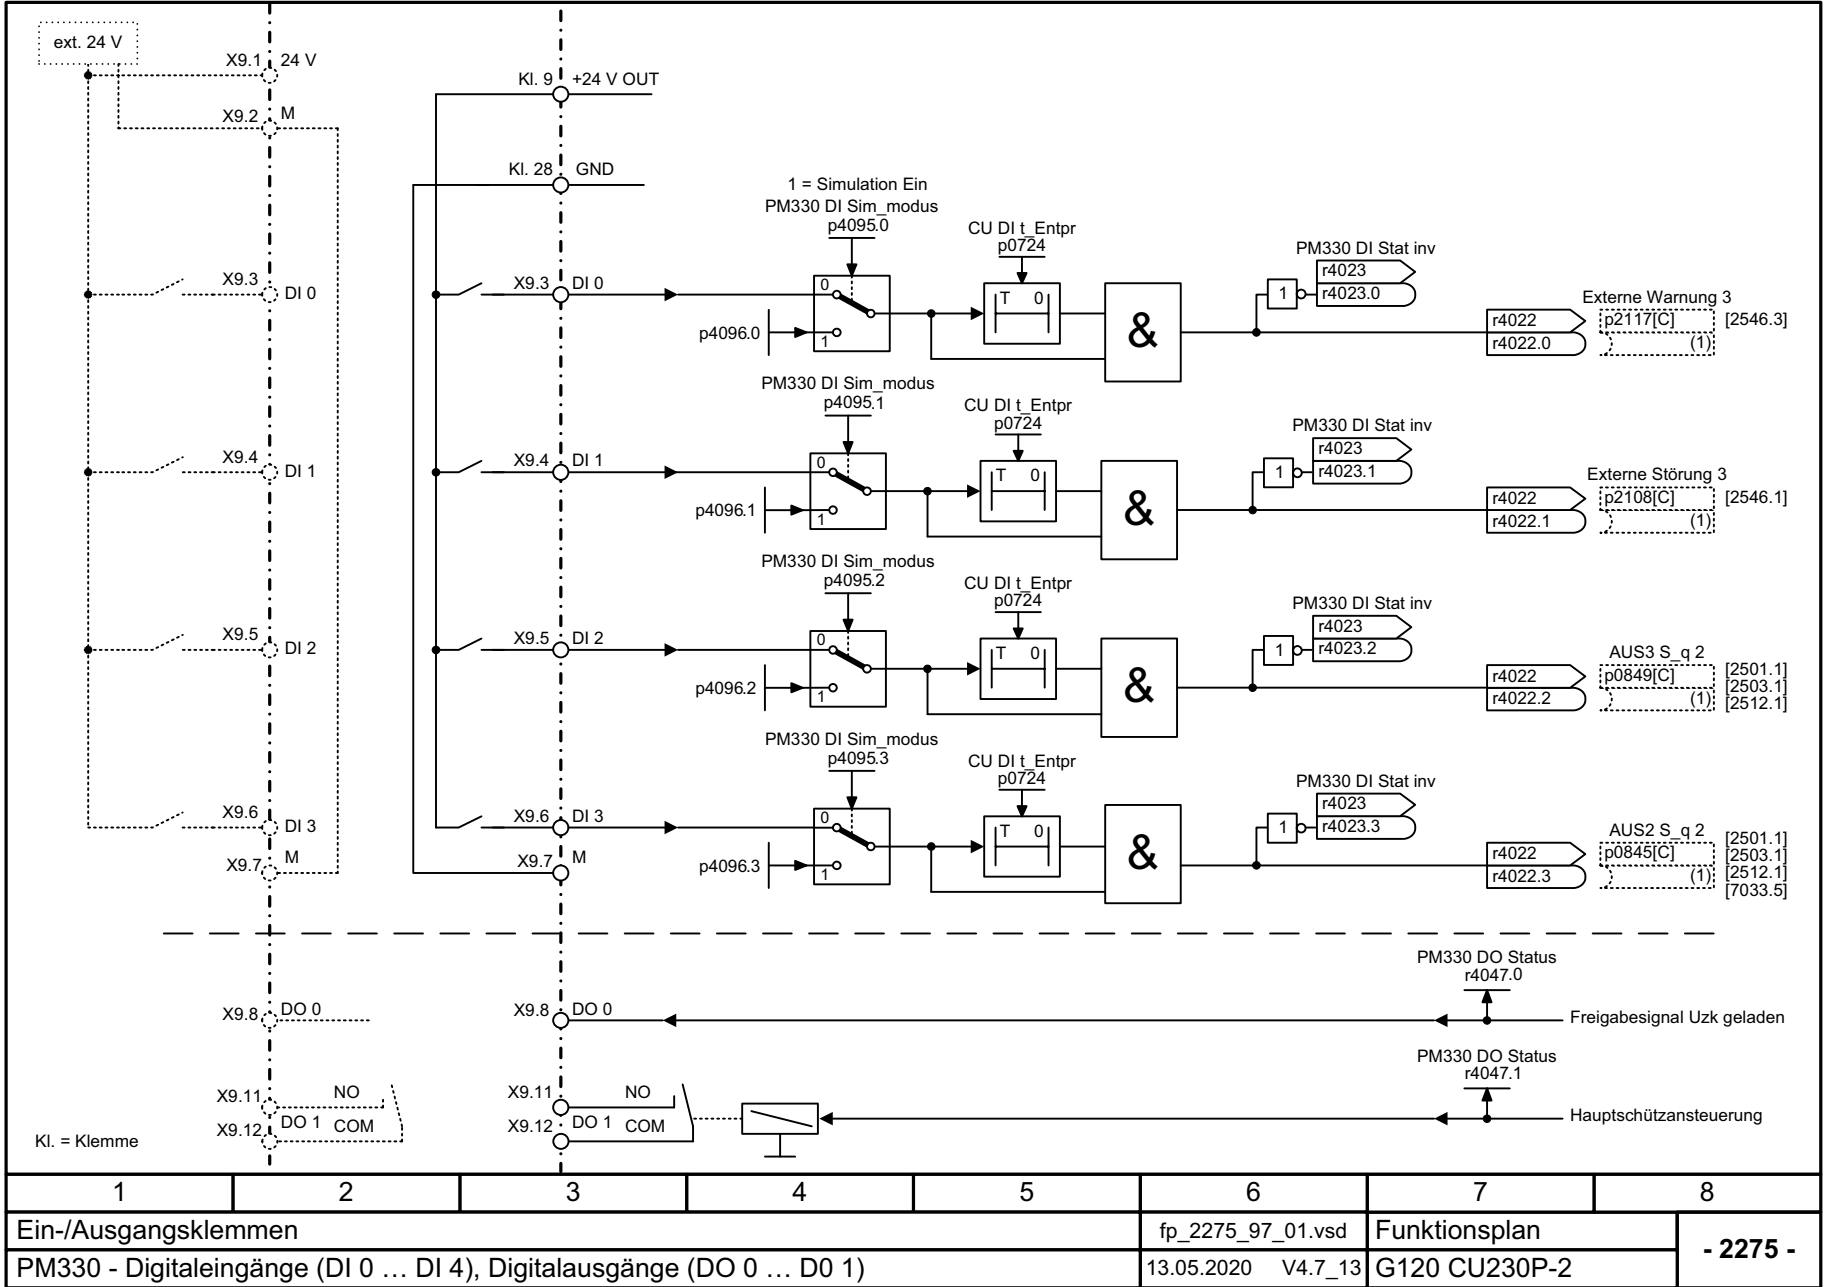 ext. 24 V
X9.1 24 V
X9.2 M
Kl. 9 +24 V OUT
Kl. 28 GND
1 = Simulation Ein
PM330 DI Sim_modus
p4095.0
CU DI t_Entpr
p0724
PM330 DI Stat inv
r4023
r4023.0
X9.3 DI 0
X9.3 DI 0
0
1
p4096.0
T 0
&
1
r4022
r4022.0
Externe Warnung 3
p2117[C] [2546.3]
(1)
PM330 DI Sim_modus
p4095.1
CU DI t_Entpr
p0724
PM330 DI Stat inv
r4023
r4023.1
X9.4 DI 1
X9.4 DI 1
0
1
p4096.1
T 0
&
1
r4022
r4022.1
Externe Störung 3
p2108[C] [2546.1]
(1)
PM330 DI Sim_modus
p4095.2
CU DI t_Entpr
p0724
PM330 DI Stat inv
r4023
r4023.2
X9.5 DI 2
X9.5 DI 2
0
1
p4096.2
T 0
&
1
r4022
r4022.2
AUS3 S_q 2
p0849[C]
(1)
[2501.1]
[2503.1]
[2512.1]
PM330 DI Sim_modus
p4095.3
CU DI t_Entpr
p0724
PM330 DI Stat inv
r4023
r4023.3
X9.6 DI 3
X9.6 DI 3
0
1
p4096.3
T 0
&
1
r4022
r4022.3
AUS2 S_q 2
p0845[C]
(1)
[2501.1]
[2503.1]
[2512.1]
[7033.5]
X9.7 M
X9.7 M
PM330 DO Status
r4047.0
X9.8 DO 0
X9.8 DO 0
Freigabesignal Uzk geladen
PM330 DO Status
r4047.1
X9.11 NO
X9.12 DO 1 COM
X9.11 NO
X9.12 DO 1 COM
Hauptschützansteuerung
Kl. = Klemme
1 2 3 4 5 6 7 8
Ein-/Ausgangsklemmen
fp_2275_97_01.vsd
Funktionsplan
- 2275 -
PM330 - Digitaleingänge (DI 0 … DI 4), Digitalausgänge (DO 0 … D0 1)
13.05.2020 V4.7_13
G120 CU230P-2